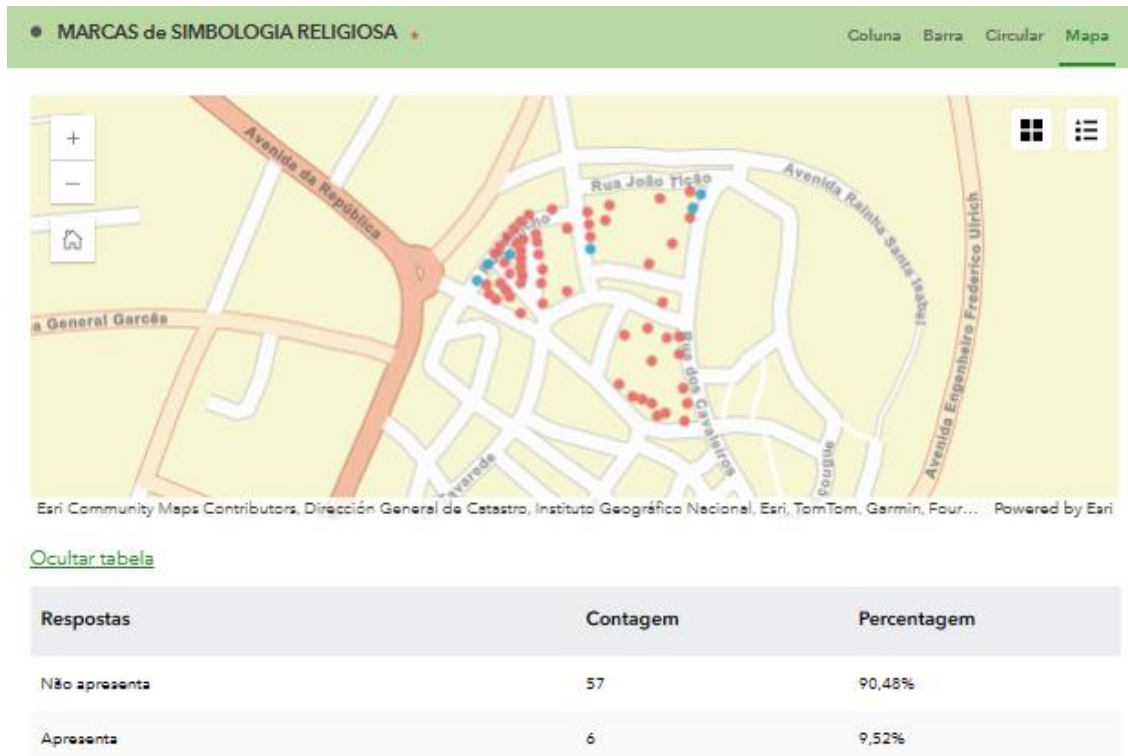 MARCAS de SIMBOLOGIA RELIGIOSA *
Coluna Barra Circular Mapa
+
Avenida da República
Rua João Tição
Avenida Rainha Santa Isabel
−
Avenida Engenheiro Frederico Ulrich
a General Garcês
Rua dos Cavaleiros
avarede
çougue
Esri Community Maps Contributors, Dirección General de Catastro, Instituto Geográfico Nacional, Esri, TomTom, Garmin, Four... Powered by Esri
Ocultar tabela
Respostas Contagem Percentagem
Não apresenta 57 90,48%
Apresenta 6 9,52%